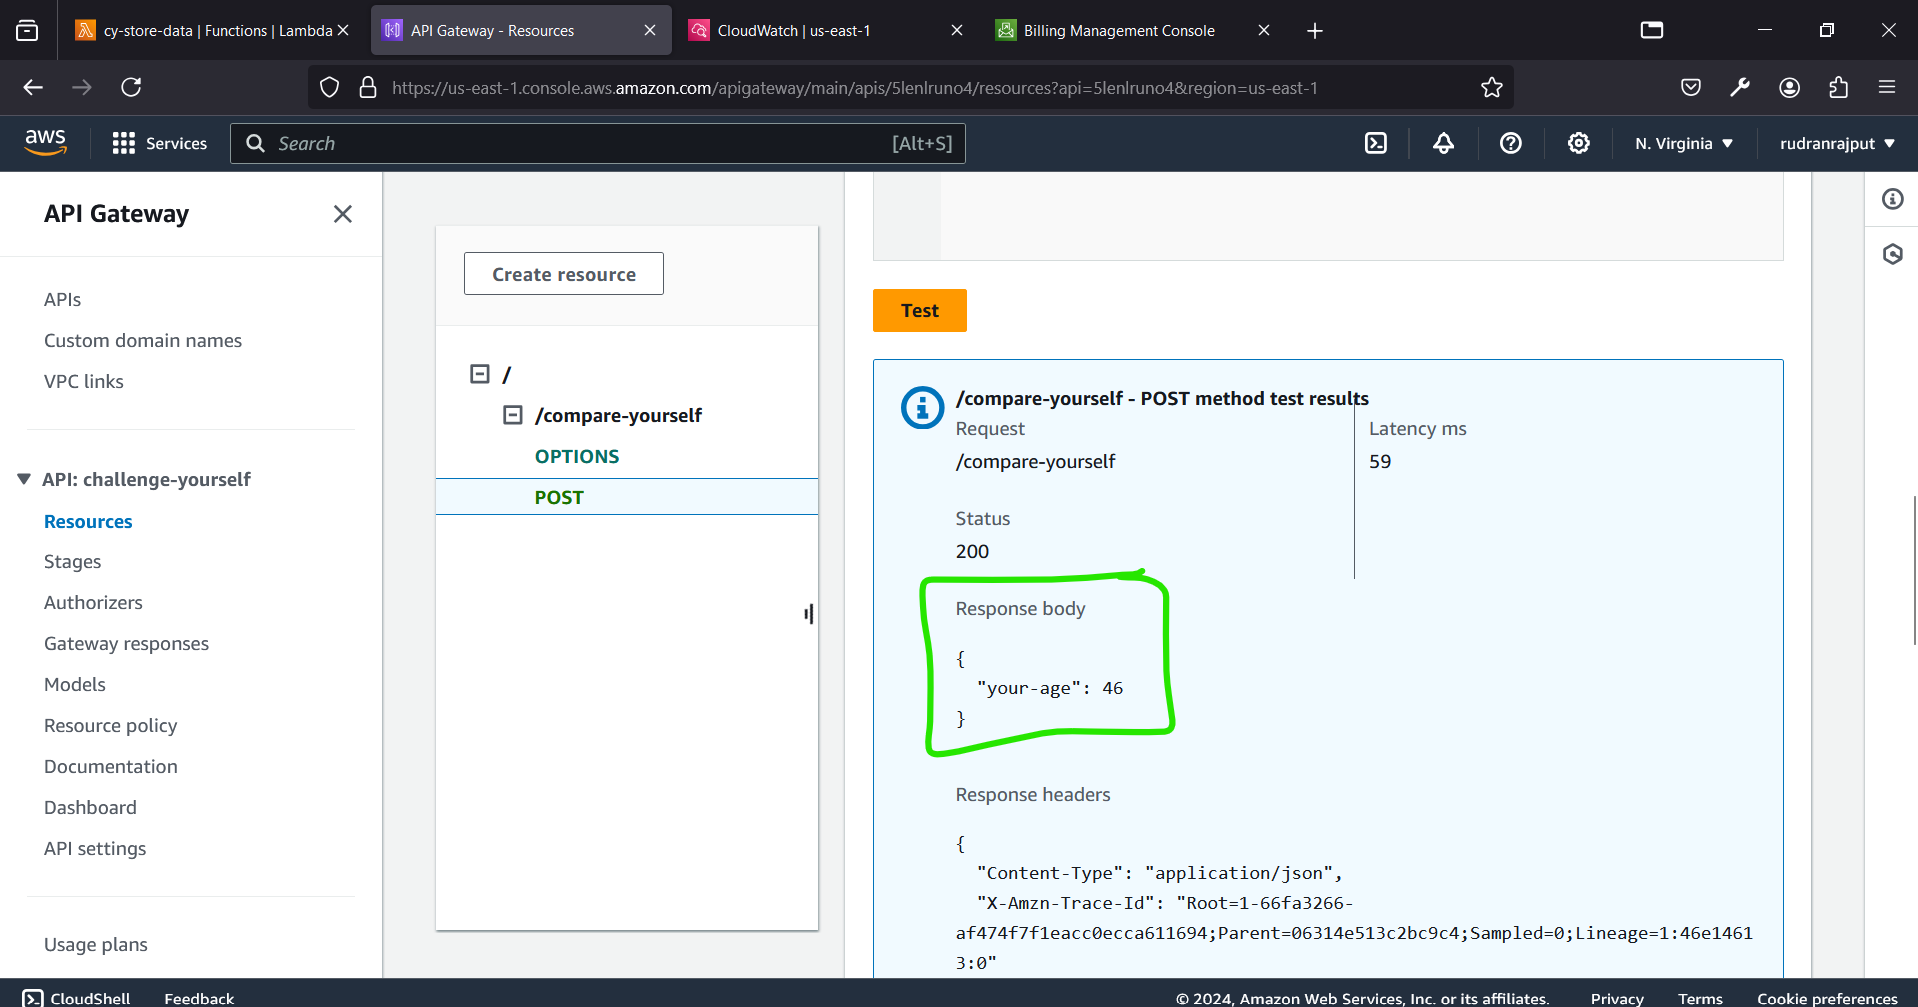 cy-store-data | Functions | Lambda
API Gateway - Resources
CloudWatch | us-east-1
Billing Management Console
https://us-east-1.console.aws.amazon.com/apigateway/main/apis/5lenlruno4/resources?api=5lenlruno4&region=us-east-1
aws
Services
Search
[Alt+S]
N. Virginia
rudranrajput
API Gateway
APIs
Custom domain names
VPC links
API: challenge-yourself
Resources
Stages
Authorizers
Gateway responses
Models
Resource policy
Documentation
Dashboard
API settings
Usage plans
Create resource
/
/compare-yourself
OPTIONS
POST
Test
/compare-yourself - POST method test results
Request
/compare-yourself
Latency ms
59
Status
200
Response body
{
"your-age": 46
}
Response headers
{
"Content-Type": "application/json",
"X-Amzn-Trace-Id": "Root=1-66fa3266-
af474f7f1eacc0ecca611694;Parent=06314e513c2bc9c4;Sampled=0;Lineage=1:46e1461
3:0"
CloudShell
Feedback
© 2024, Amazon Web Services, Inc. or its affiliates.
Privacy
Terms
Cookie preferences